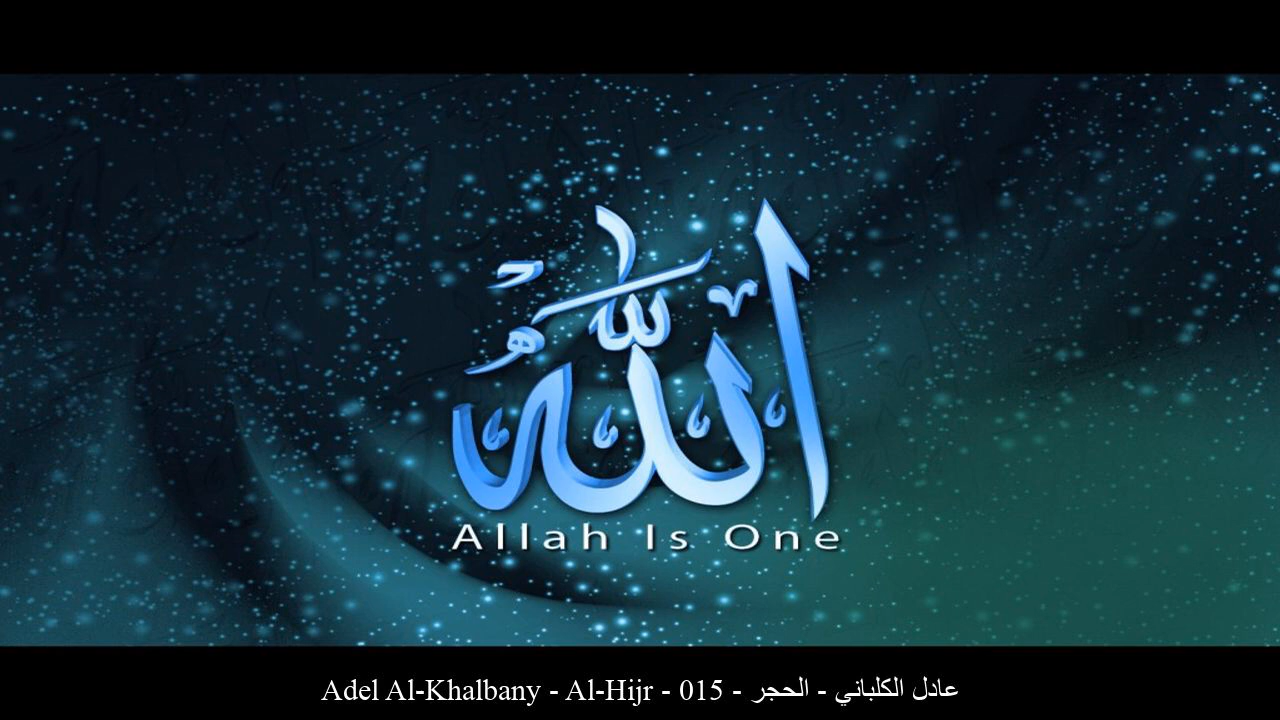 الله
Allah Is One
Adel Al-Khalbany - Al-Hijr - 015 - عادل الكلباني - الحجر